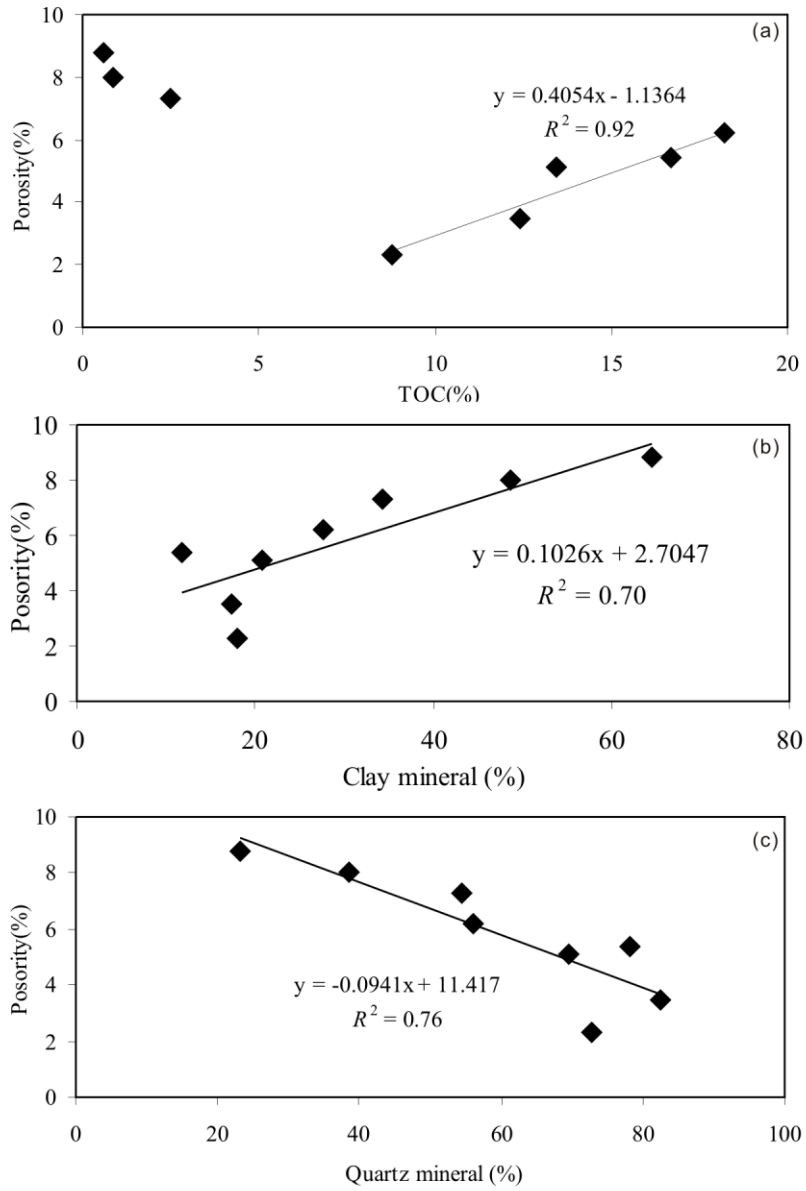 10
(a)
8
y = 0.4054x - 1.1364
R² = 0.92
6
4
2
0
Porosity(%)
0 5 10 15 20
TOC(%)
10
(b)
8
6
y = 0.1026x + 2.7047
R² = 0.70
4
2
0
Posority(%)
0 20 40 60 80
Clay mineral (%)
10
(c)
8
6
4
y = -0.0941x + 11.417
R² = 0.76
2
0
Posority(%)
0 20 40 60 80 100
Quartz mineral (%)